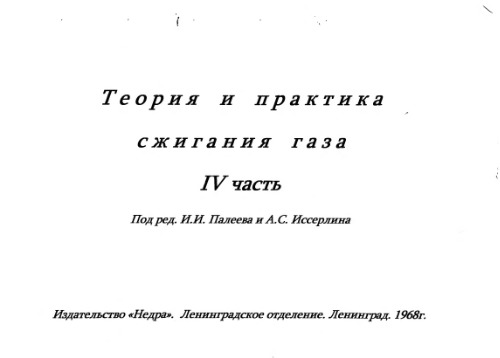 Теория и практика
сжигания газа
IV часть
Под ред. И.И. Палеева и А.С. Иссерлина
Издательство «Недра». Ленинградское отделение. Ленинград. 1968г.